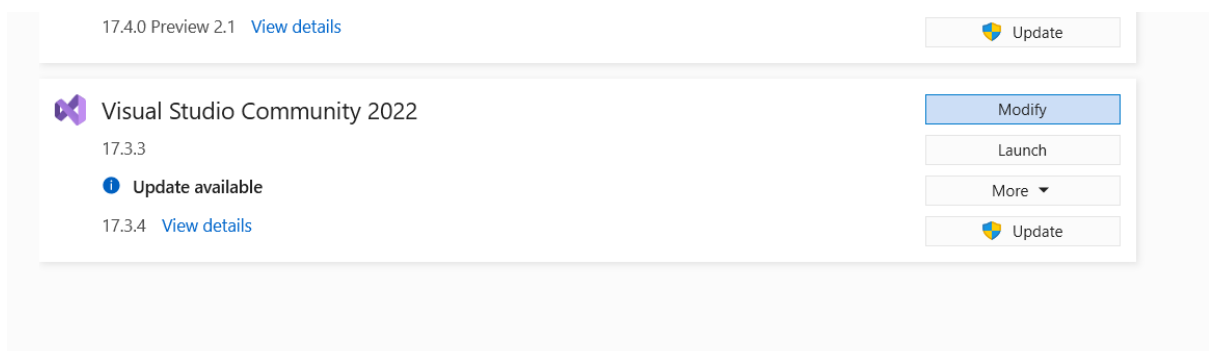 17.4.0 Preview 2.1 View details
Update
Visual Studio Community 2022
Modify
17.3.3
Launch
Update available
More
17.3.4 View details
Update